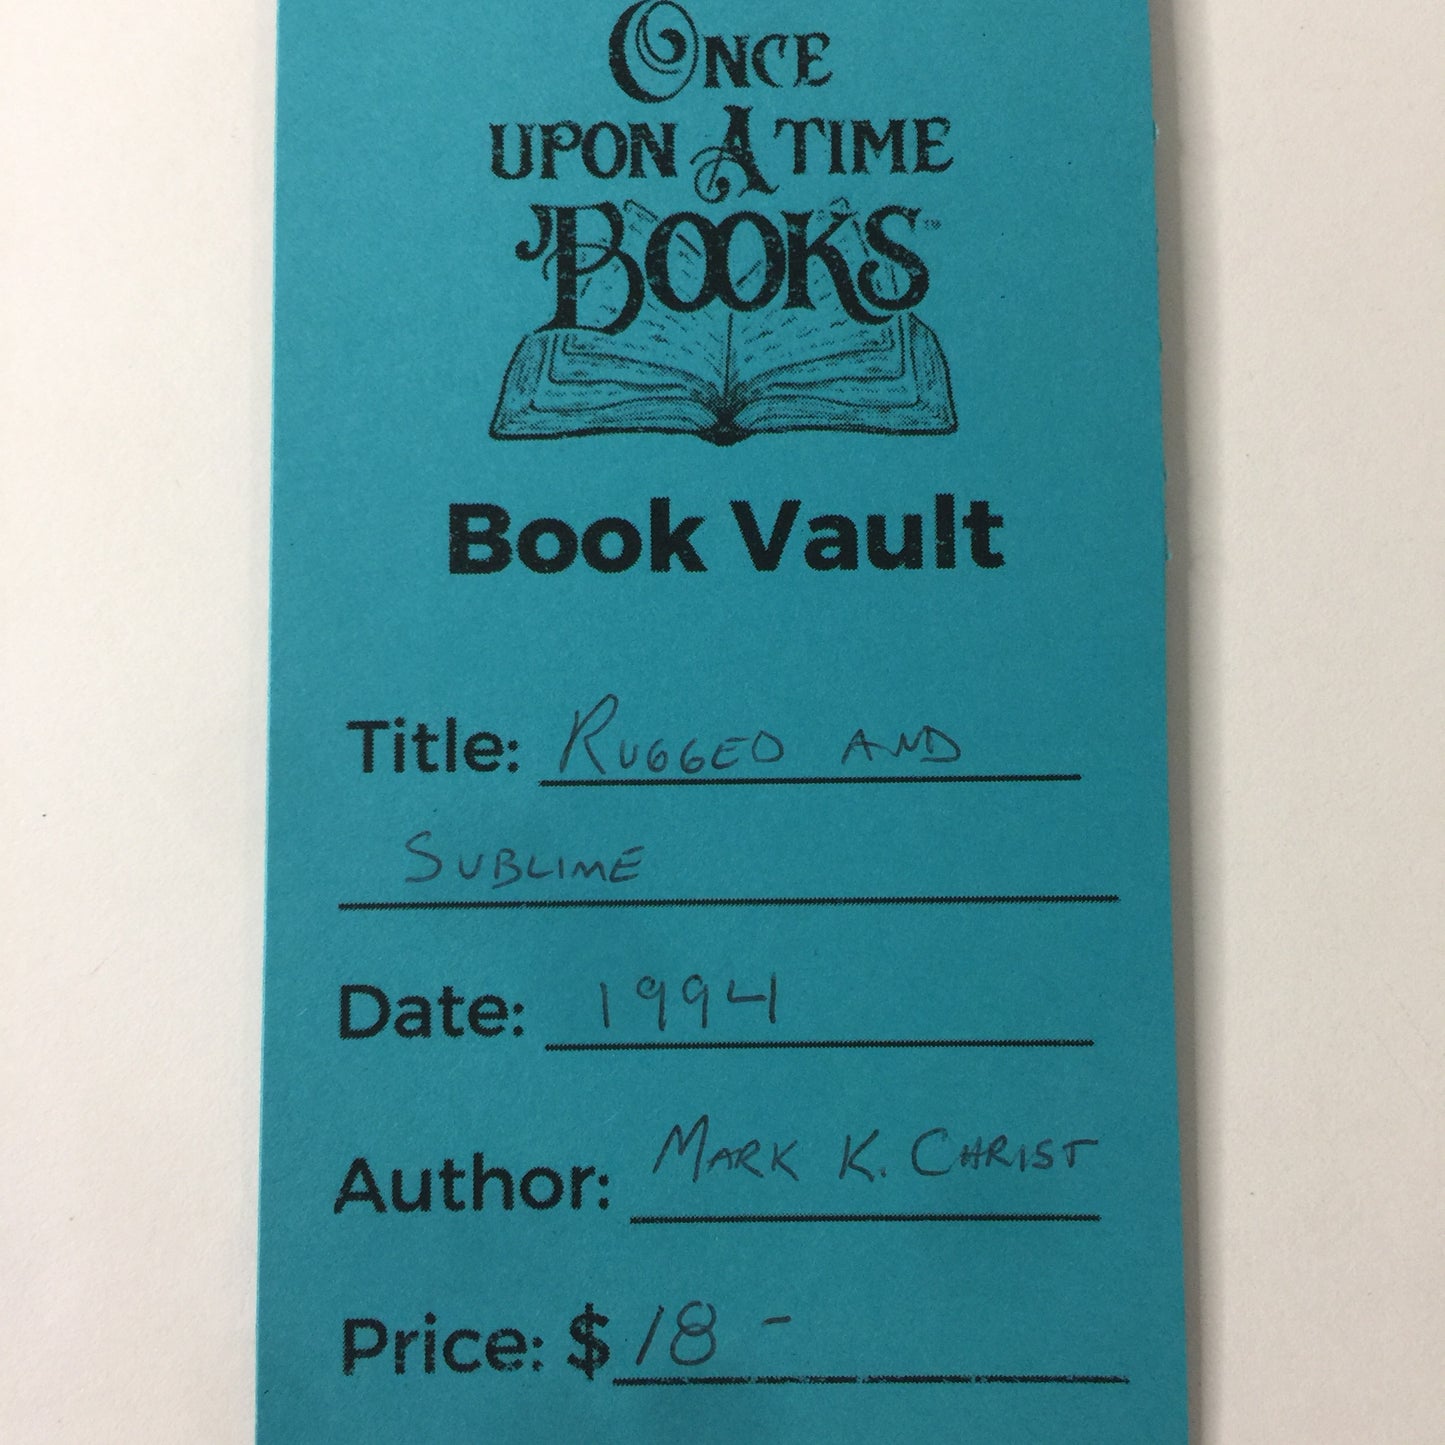 ONCE
UPON A TIME
BOOKS
Book Vault
Title: RUGGED AND
SUBLIME
Date: 1994
Author: MARK K. CHRIST
Price: $18 -